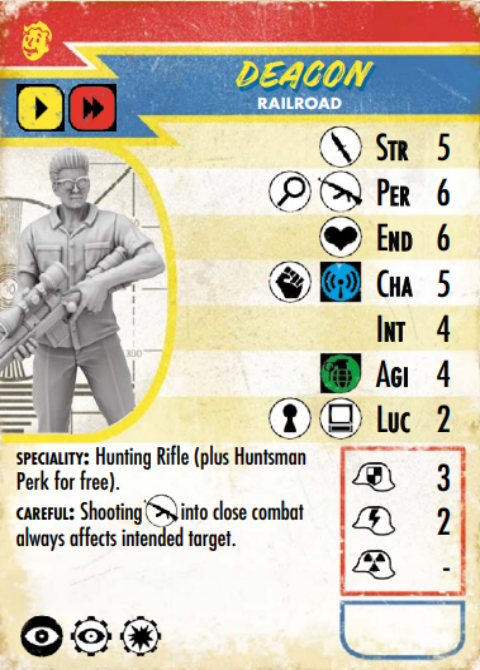 DEACON
RAILROAD
STR 5
PER 6
END 6
CHA 5
INT 4
AGI 4
LUC 2
300
SPECIALITY: Hunting Rifle (plus Huntsman
Perk for free).
CAREFUL: Shooting into close combat
always affects intended target.
3
2
-